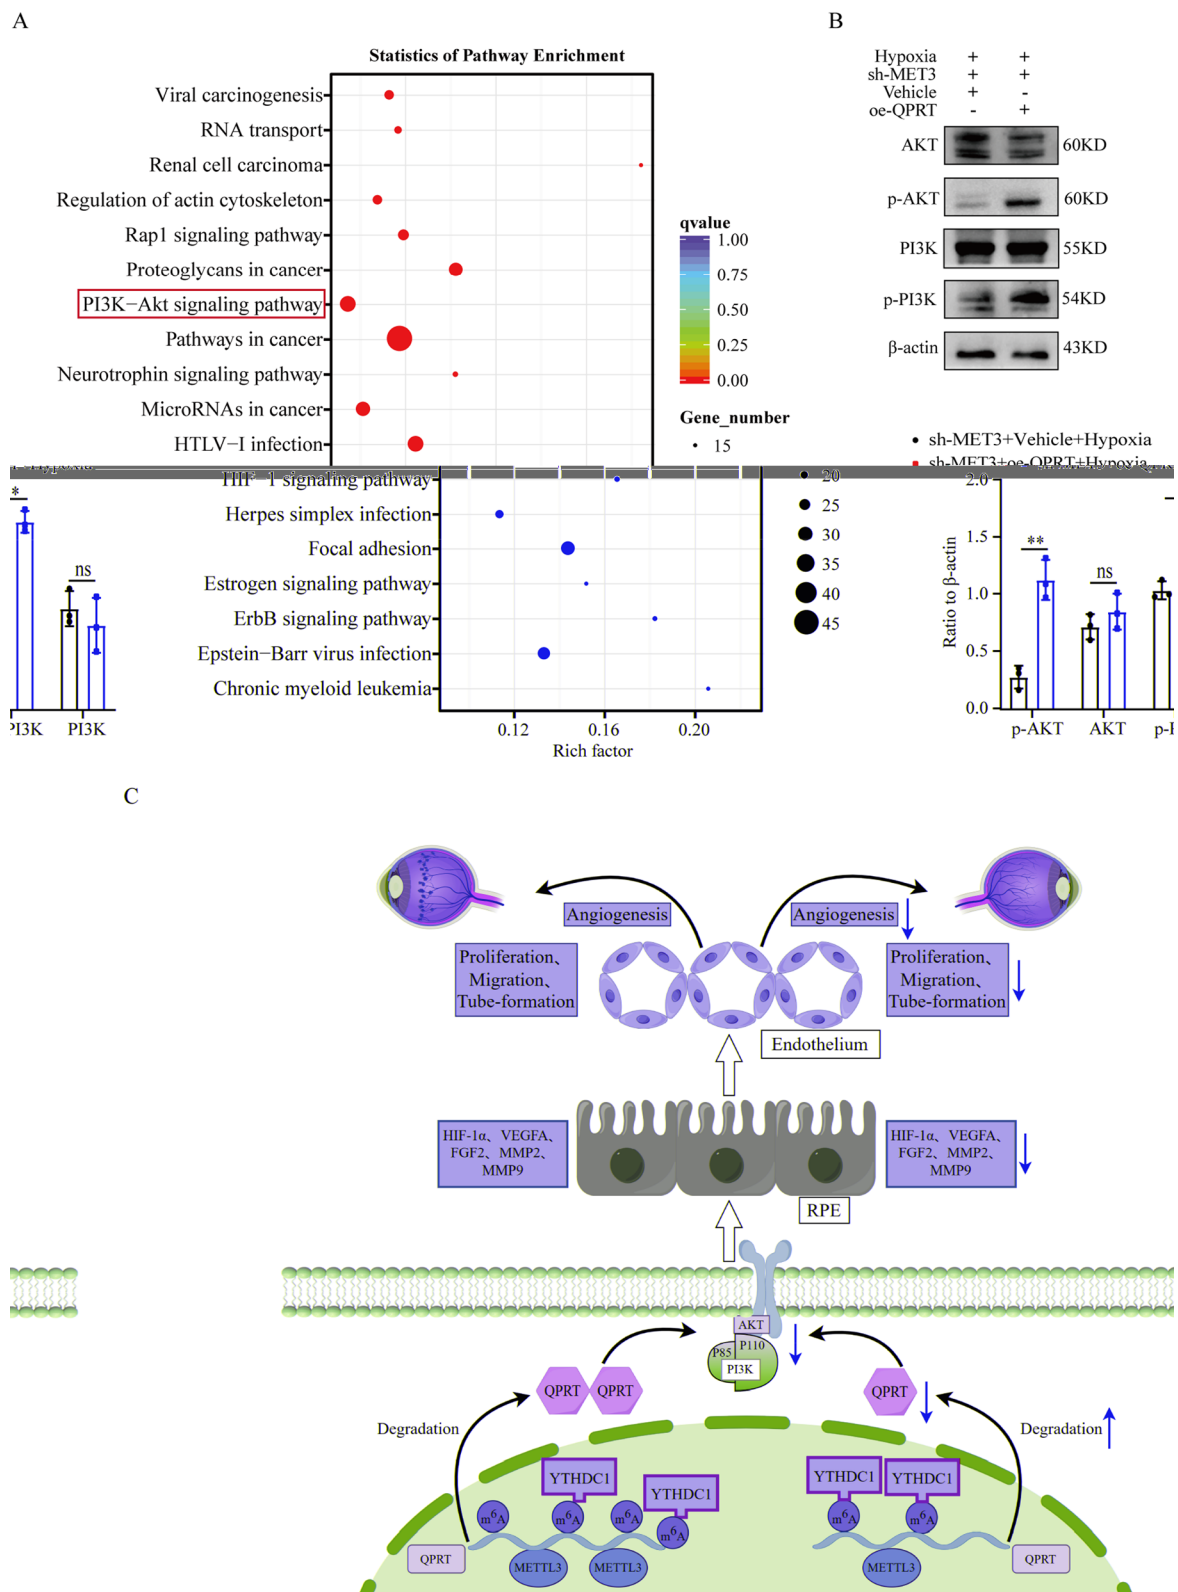 A
Statistics of Pathway Enrichment
Viral carcinogenesis
RNA transport
Renal cell carcinoma
Regulation of actin cytoskeleton
Rap1 signaling pathway
Proteoglycans in cancer
PI3K−Akt signaling pathway
Pathways in cancer
Neurotrophin signaling pathway
MicroRNAs in cancer
HTLV−I infection
HIF−1 signaling pathway
Herpes simplex infection
Focal adhesion
Estrogen signaling pathway
ErbB signaling pathway
Epstein−Barr virus infection
Chronic myeloid leukemia
0.12 0.16 0.20
Rich factor
qvalue
1.00
0.75
0.50
0.25
0.00
Gene_number
15
20
25
30
35
40
45
B
Hypoxia + +
sh-MET3 + +
Vehicle + -
oe-QPRT - +
AKT 60KD
p-AKT 60KD
PI3K 55KD
p-PI3K 54KD
β-actin 43KD
sh-MET3+Vehicle+Hypoxia
sh-MET3+oe-QPRT+Hypoxia
Ratio to β-actin
2.0
1.5
1.0
0.5
0.0
**
ns
p-AKT AKT
*
ns
PI3K PI3K
C
Angiogenesis Angiogenesis
Proliferation、
Migration、
Tube-formation
Proliferation、
Migration、
Tube-formation
Endothelium
HIF-1α、VEGFA、
FGF2、MMP2、
MMP9
HIF-1α、VEGFA、
FGF2、MMP2、
MMP9
RPE
AKT
P85 P110
PI3K
QPRT QPRT QPRT
Degradation Degradation
YTHDC1 YTHDC1 YTHDC1 YTHDC1
m⁶A m⁶A m⁶A m⁶A m⁶A m⁶A
QPRT METTL3 METTL3 METTL3 QPRT